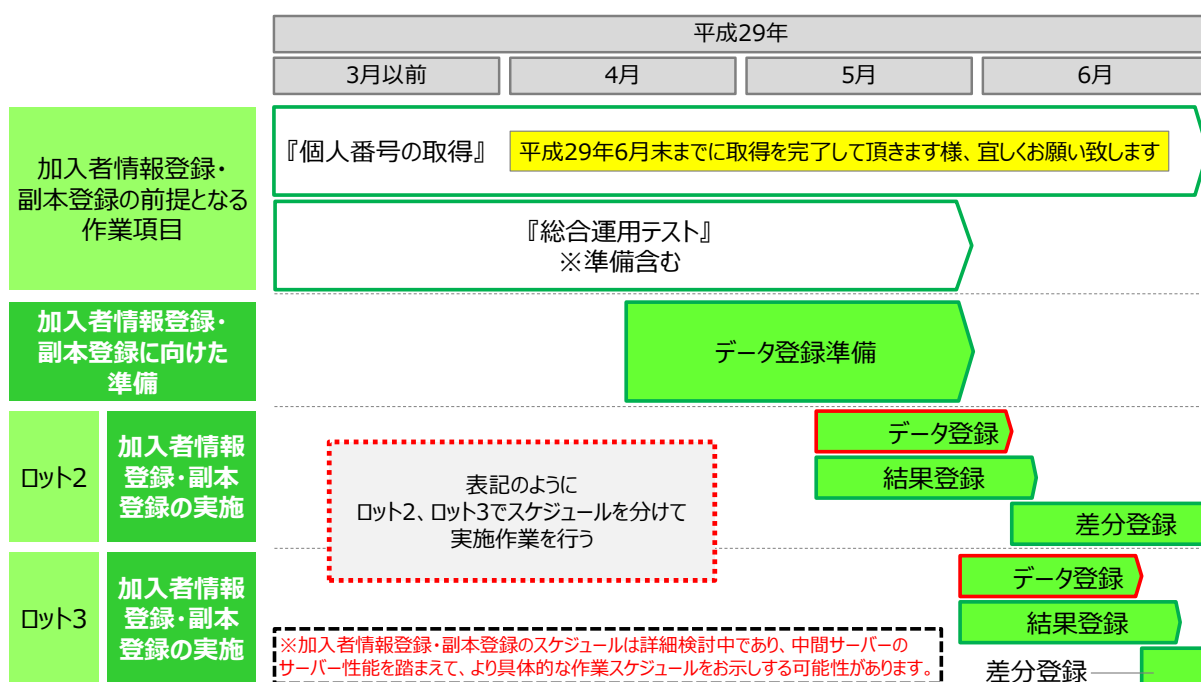 平成29年
3月以前
4月
5月
6月
加入者情報登録・
副本登録の前提となる
作業項目
『個人番号の取得』
平成29年6月末までに取得を完了して頂きます様、宜しくお願い致します
『総合運用テスト』
※準備含む
加入者情報登録・
副本登録に向けた
準備
データ登録準備
ロット2
加入者情報
登録・副本
登録の実施
表記のように
ロット2、ロット3でスケジュールを分けて
実施作業を行う
データ登録
結果登録
差分登録
ロット3
加入者情報
登録・副本
登録の実施
データ登録
結果登録
差分登録
※加入者情報登録・副本登録のスケジュールは詳細検討中であり、中間サーバーの
サーバー性能を踏まえて、より具体的な作業スケジュールをお示しする可能性があります。